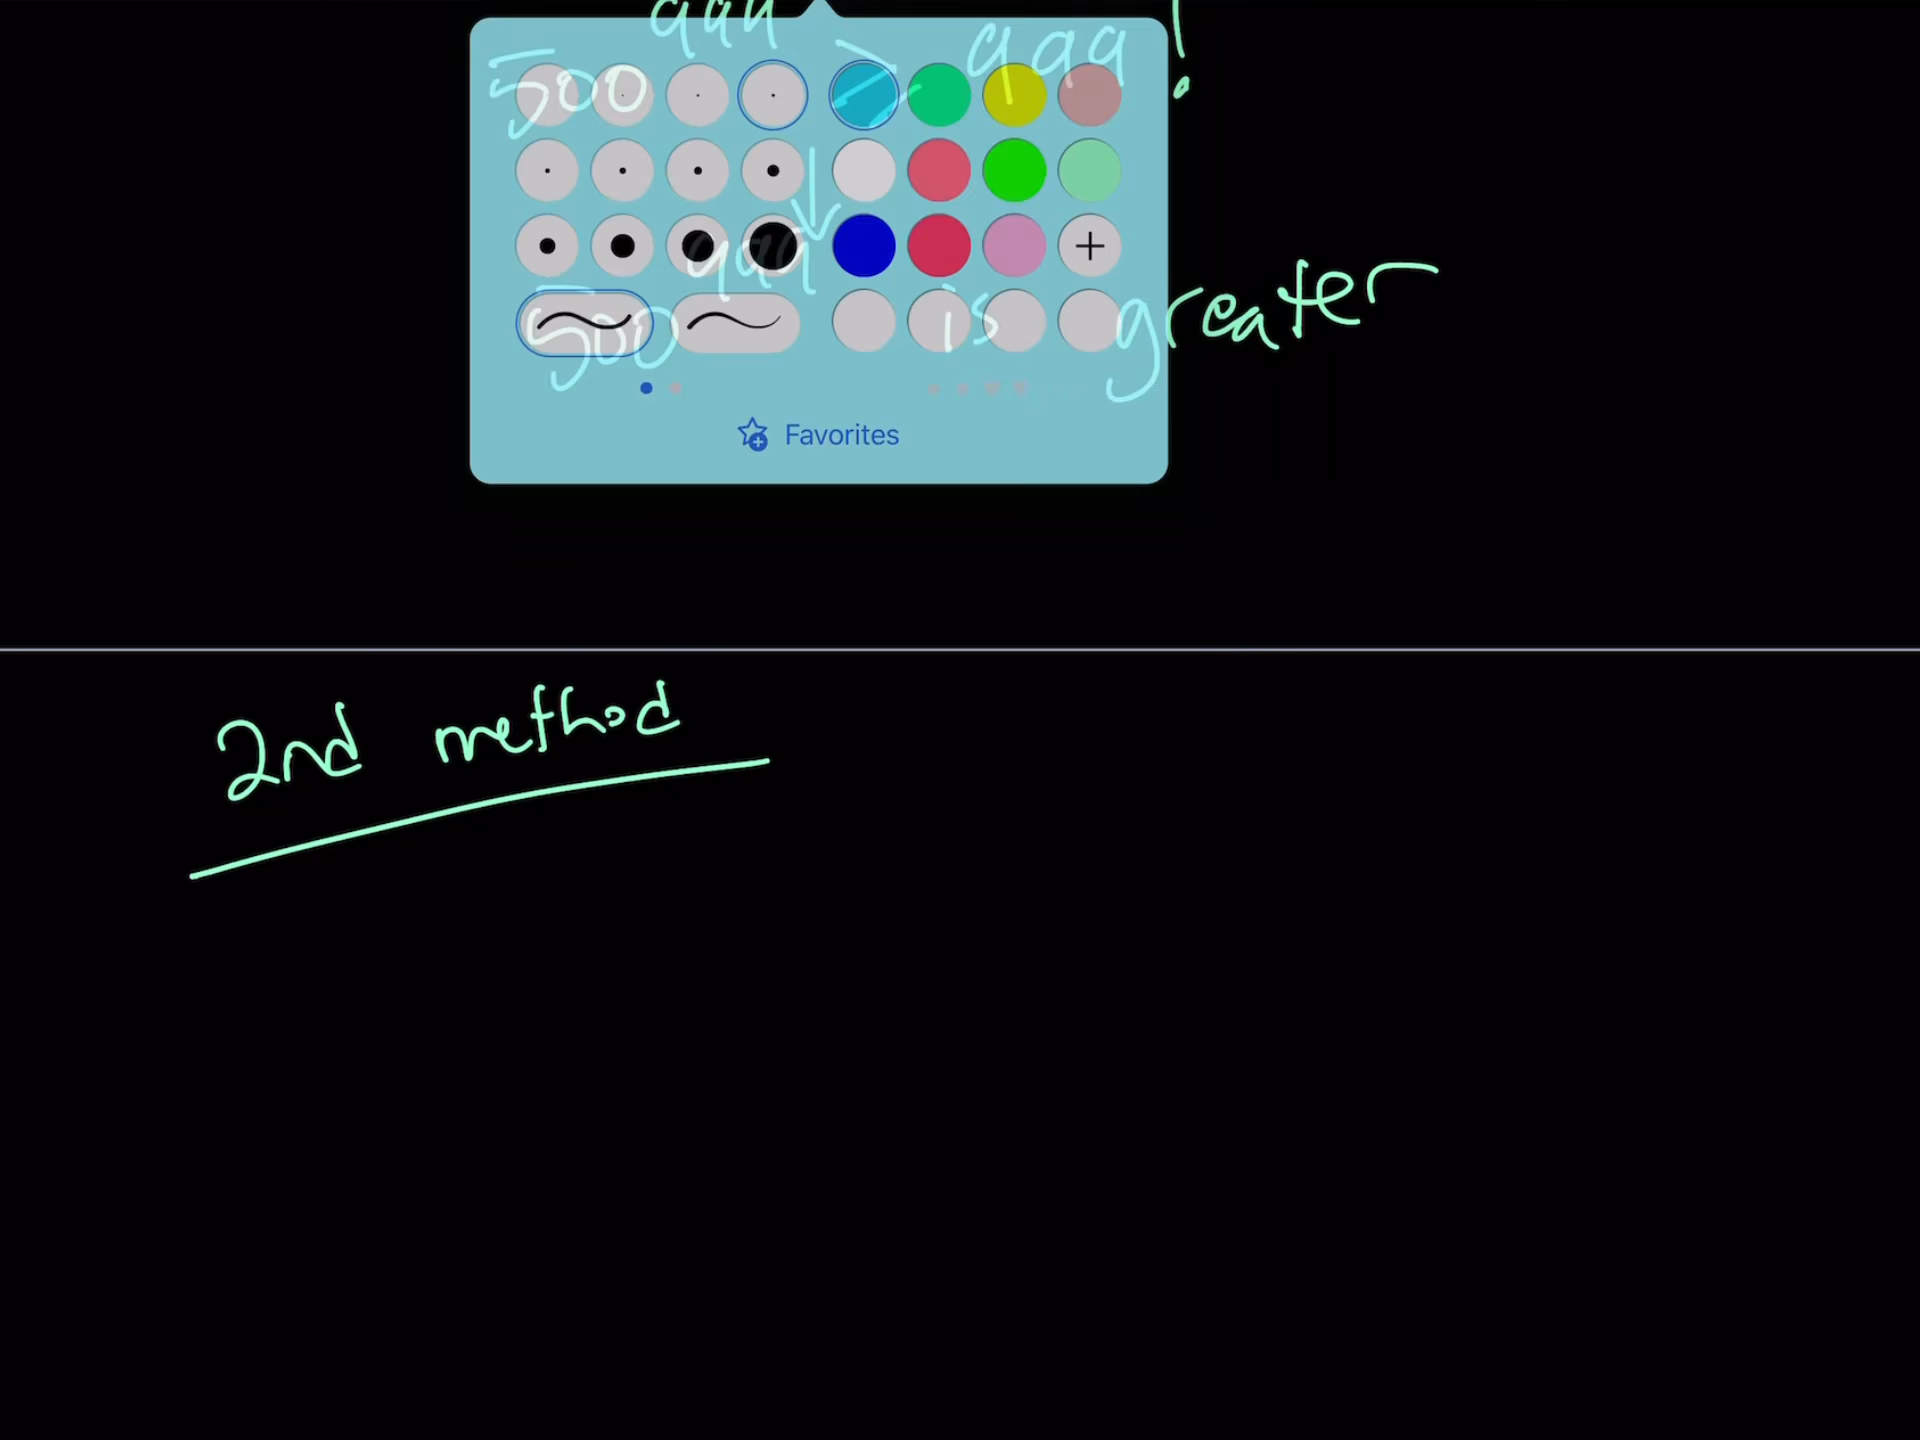 999
500 > 999!
500 999 is greater
Favorites
2nd method